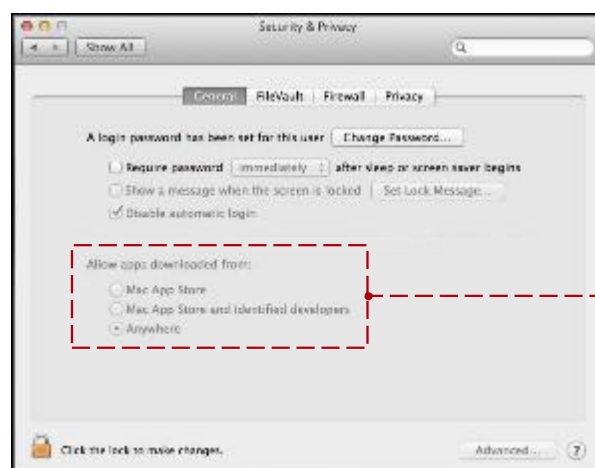 Security & Privacy
Show All
General FileVault Firewall Privacy
A login password has been set for this user Change Password...
Require password immediately after sleep or screen saver begins
Show a message when the screen is locked Set Lock Message...
Disable automatic login
Allow apps downloaded from:
Mac App Store
Mac App Store and identified developers
Anywhere
Click the lock to make changes.
Advanced... ?